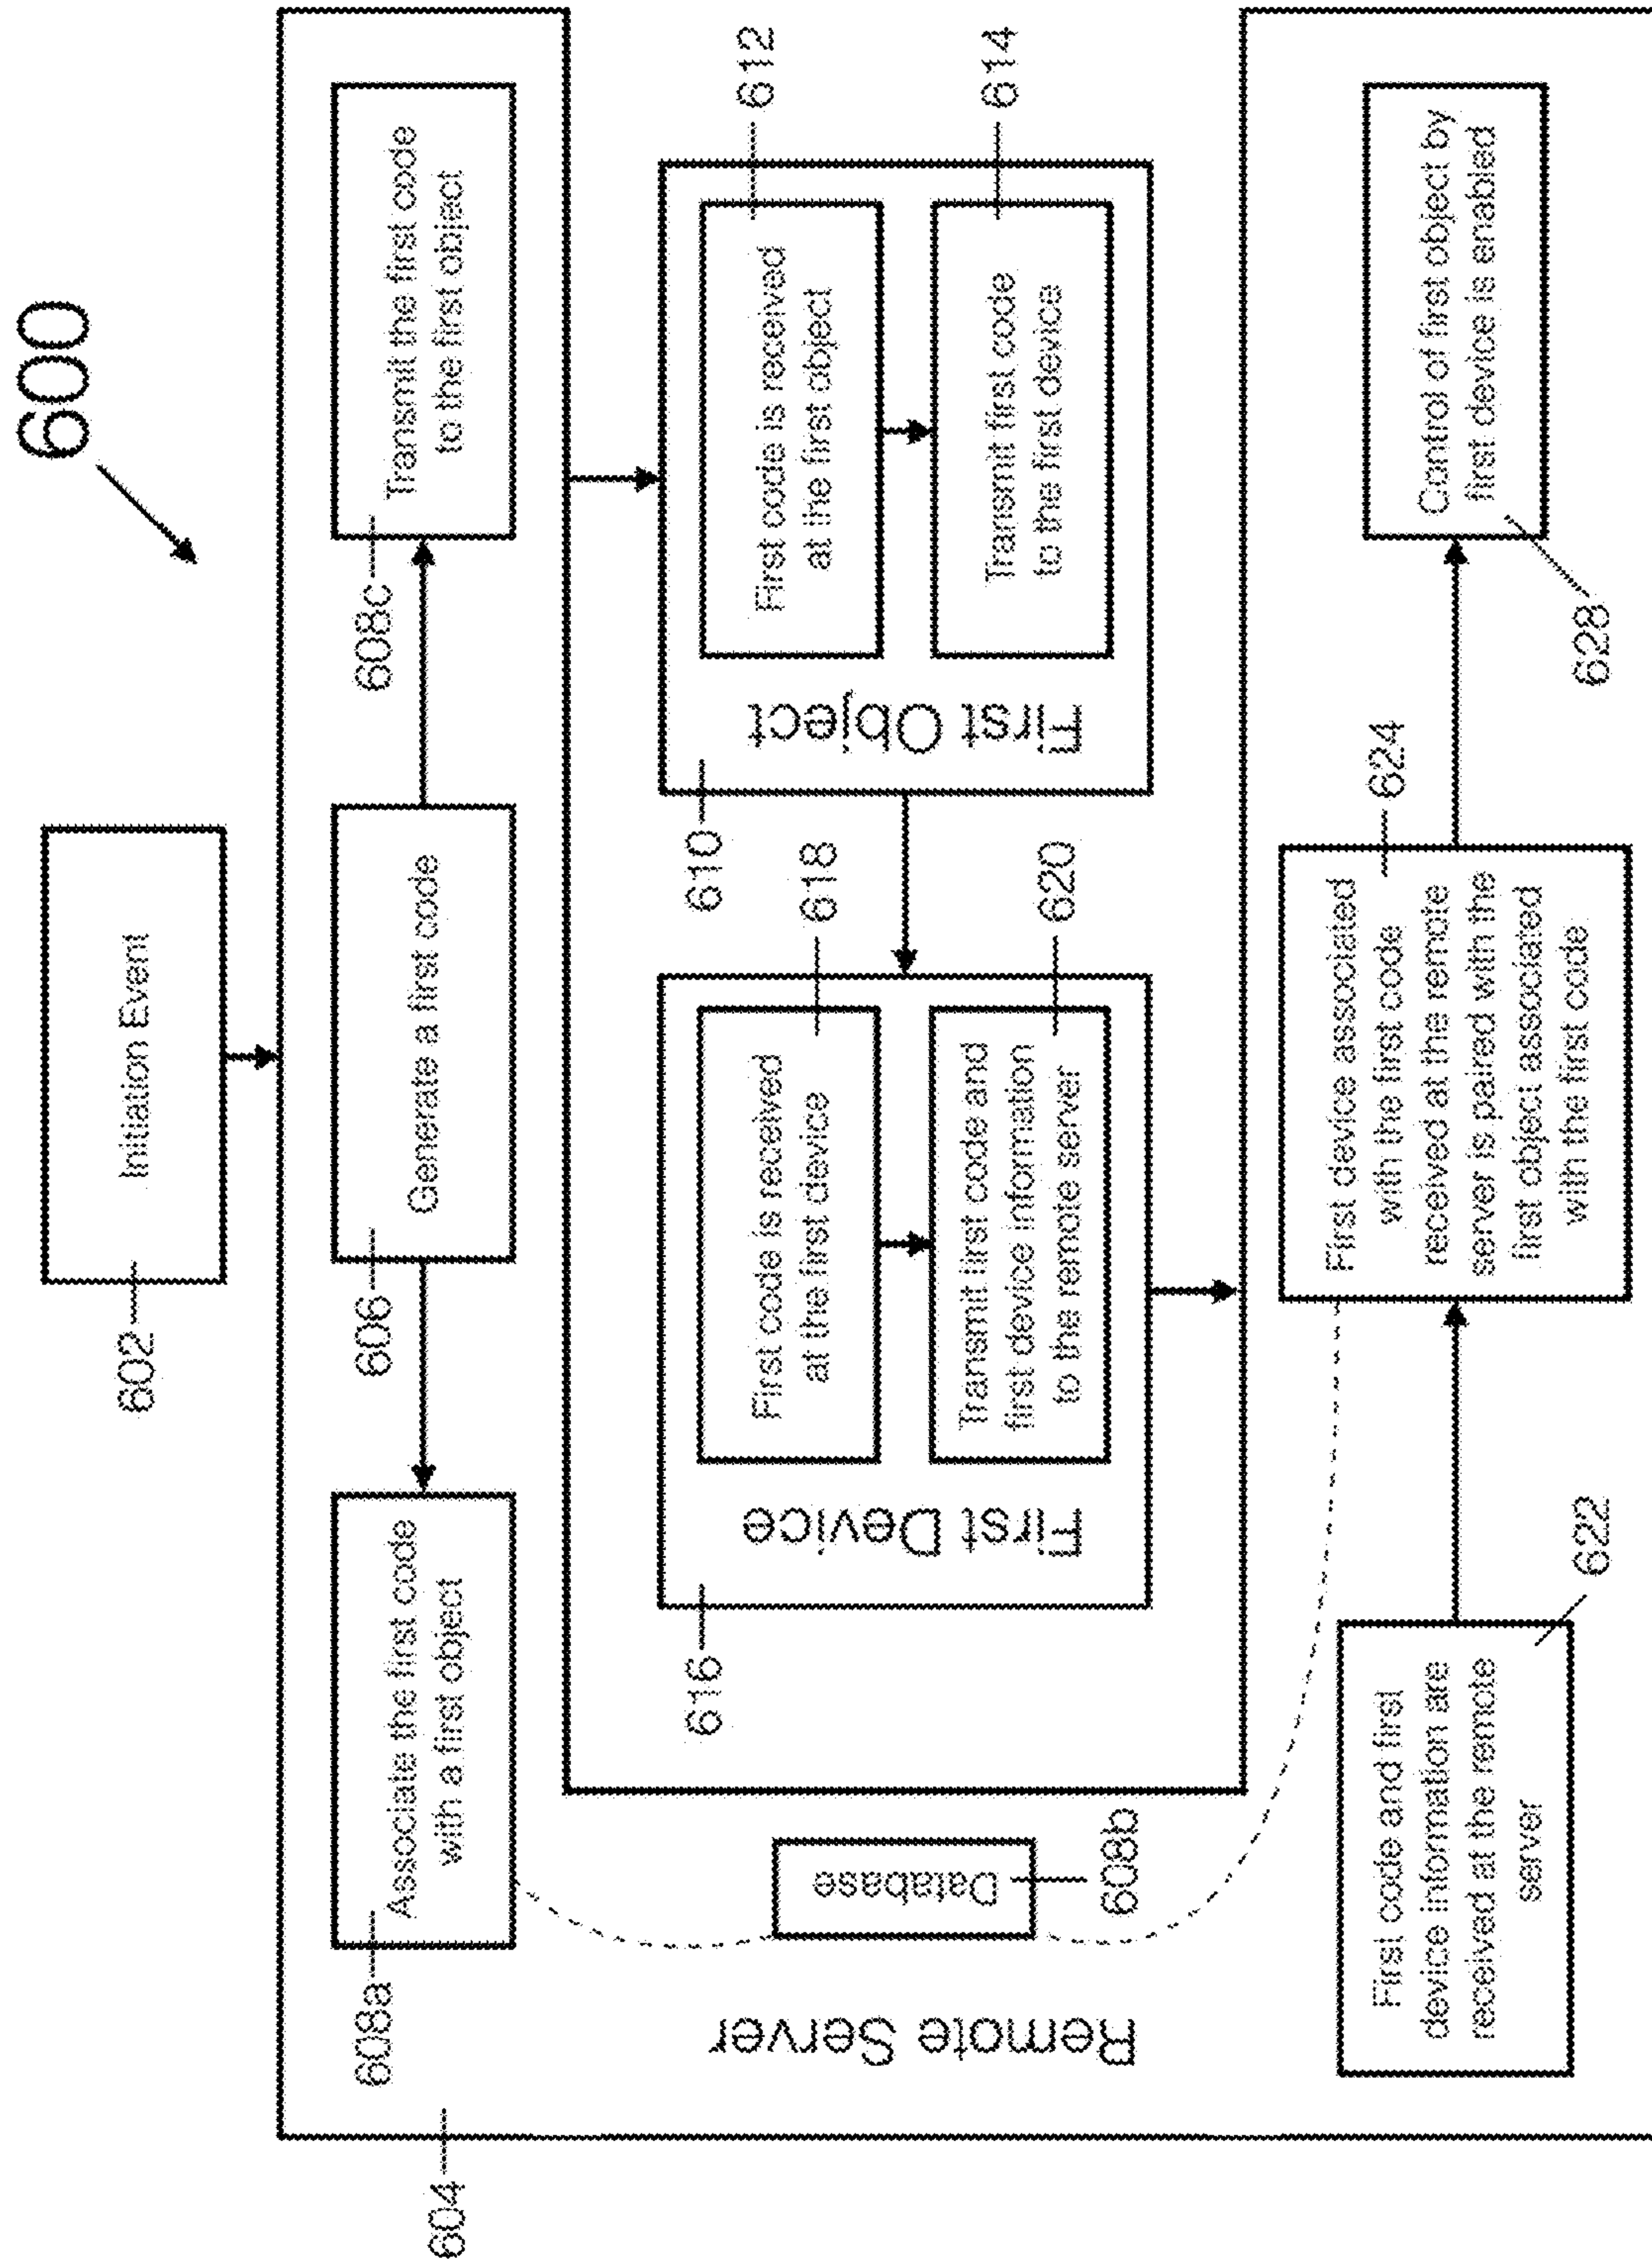 600
602
Initiation Event
604
Remote Server
608a
Associate the first code
with a first object
606
Generate a first code
608c
Transmit the first code
to the first object
608b
Database
610
First Object
612
First code is received
at the first object
614
Transmit first code
to the first device
616
First Device
618
First code is received
at the first device
620
Transmit first code and
first device information
to the remote server
622
First code and first
device information are
received at the remote
server
624
First device associated
with the first code
received at the remote
server is paired with the
first object associated
with the first code
628
Control of first object by
first device is enabled